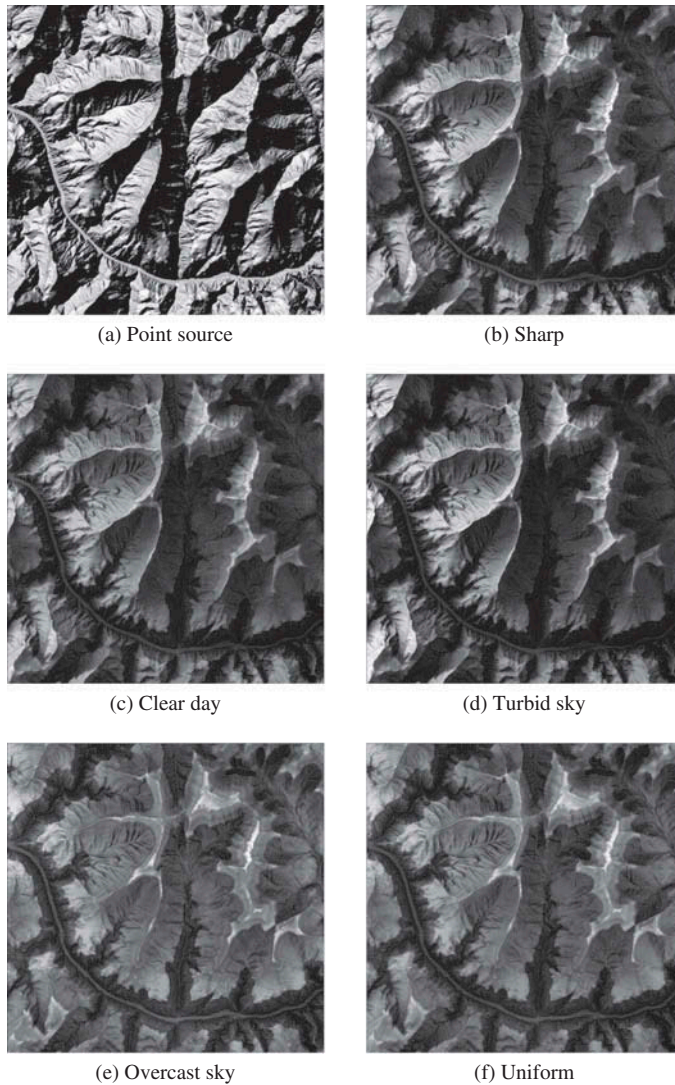 (a) Point source
(b) Sharp
(c) Clear day
(d) Turbid sky
(e) Overcast sky
(f) Uniform